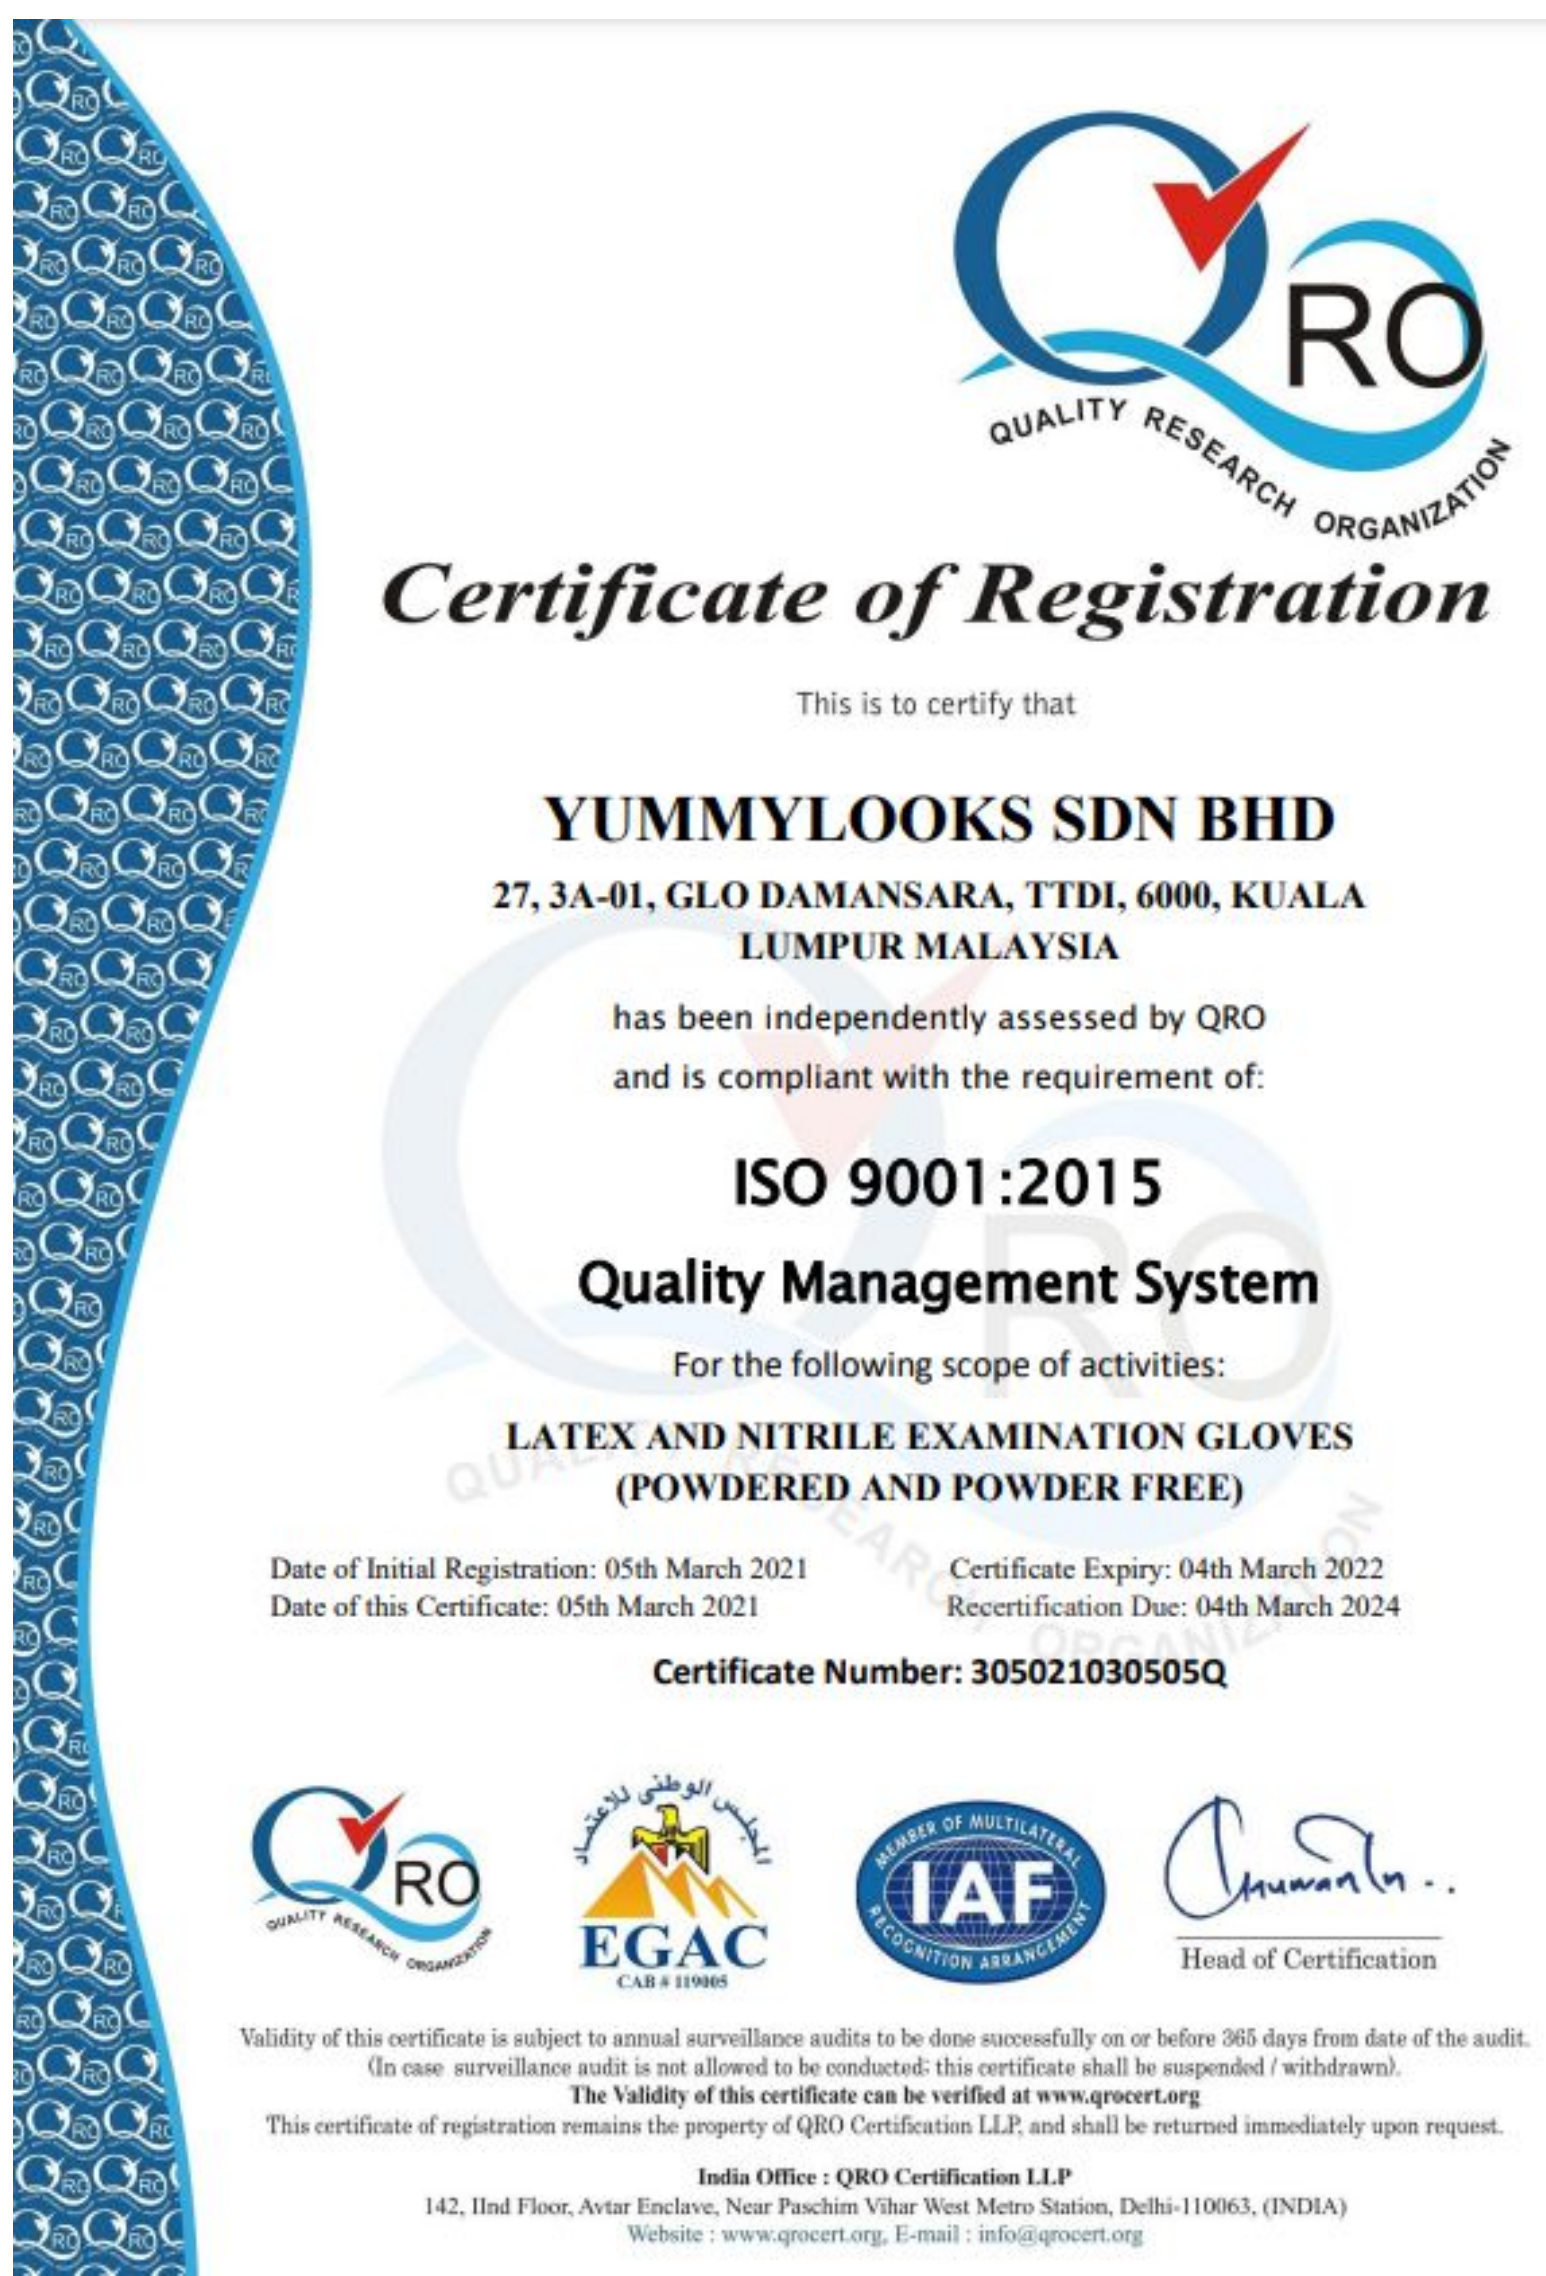 QRO
QUALITY RESEARCH ORGANIZATION
Certificate of Registration
This is to certify that
YUMMYLOOKS SDN BHD
27, 3A-01, GLO DAMANSARA, TTDI, 6000, KUALA
LUMPUR MALAYSIA
has been independently assessed by QRO
and is compliant with the requirement of:
ISO 9001:2015
Quality Management System
For the following scope of activities:
LATEX AND NITRILE EXAMINATION GLOVES
(POWDERED AND POWDER FREE)
Date of Initial Registration: 05th March 2021
Certificate Expiry: 04th March 2022
Date of this Certificate: 05th March 2021
Recertification Due: 04th March 2024
Certificate Number: 305021030505Q
QRO
QUALITY RESEARCH ORGANIZATION
المجلس الوطنى للاعتماد
EGAC
CAB # 119005
MEMBER OF MULTILATERAL
IAF
RECOGNITION ARRANGEMENT
Head of Certification
Validity of this certificate is subject to annual surveillance audits to be done successfully on or before 365 days from date of the audit.
(In case surveillance audit is not allowed to be conducted; this certificate shall be suspended / withdrawn).
The Validity of this certificate can be verified at www.qrocert.org
This certificate of registration remains the property of QRO Certification LLP, and shall be returned immediately upon request.
India Office : QRO Certification LLP
142, IInd Floor, Avtar Enclave, Near Paschim Vihar West Metro Station, Delhi-110063, (INDIA)
Website : www.qrocert.org, E-mail : info@qrocert.org